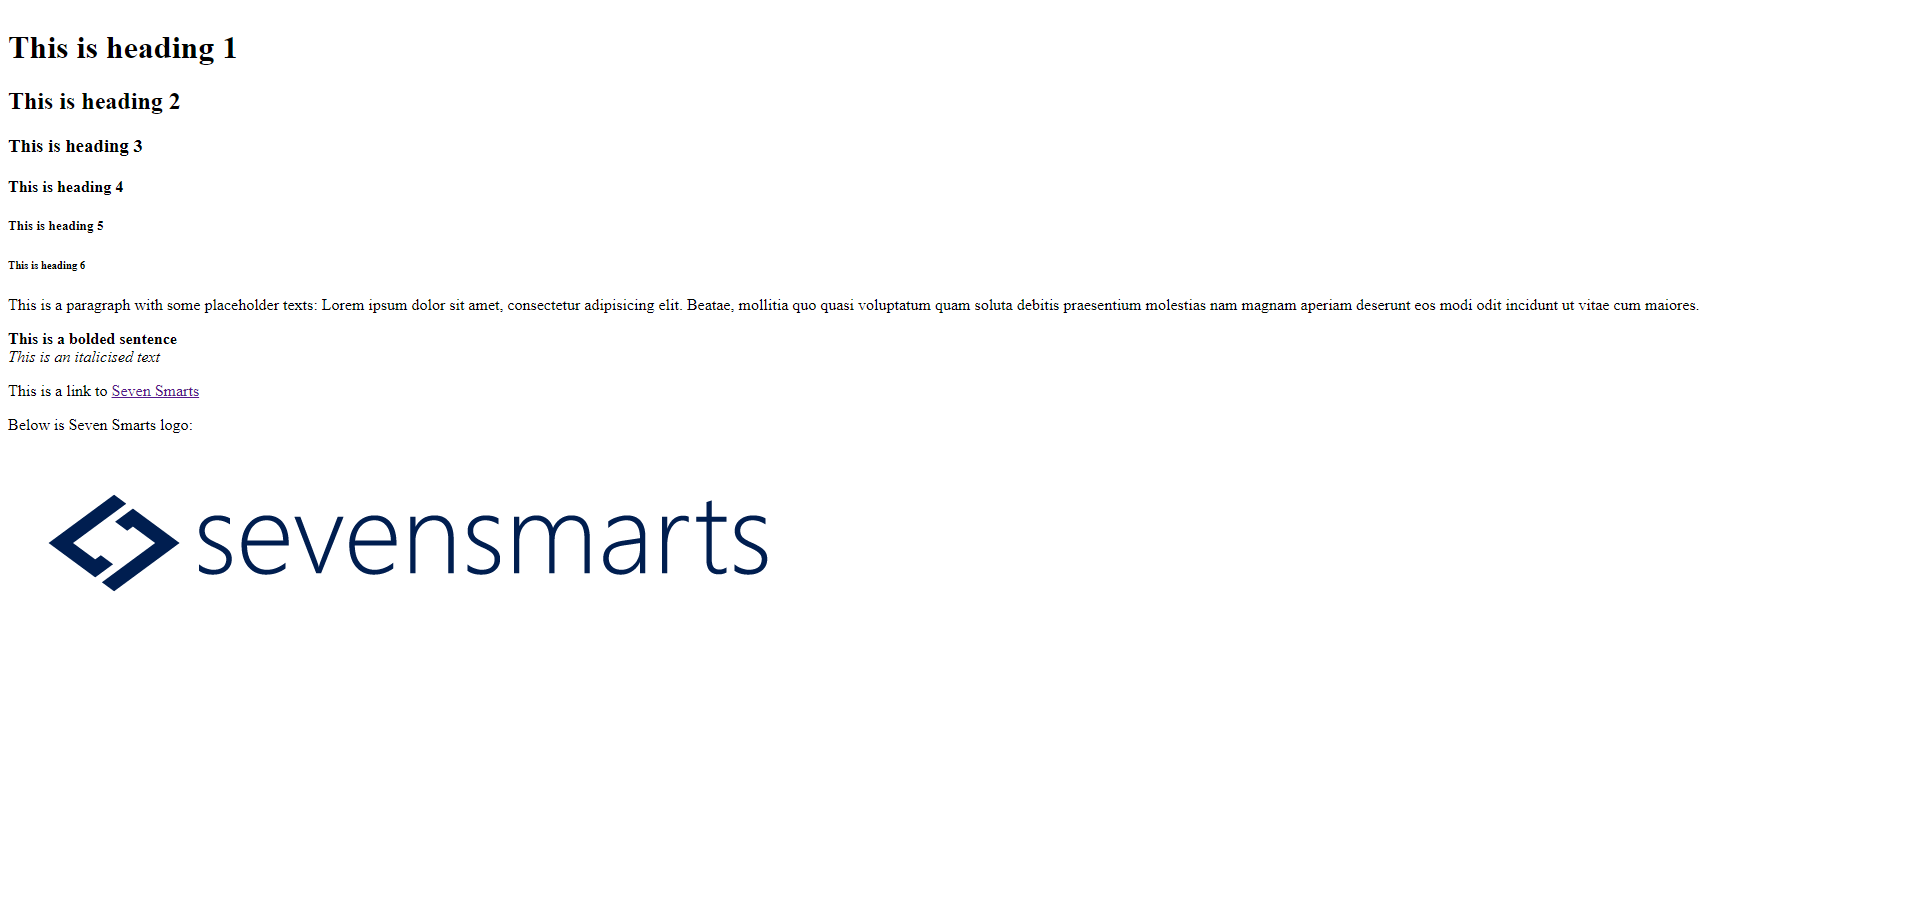 This is heading 1
This is heading 2
This is heading 3
This is heading 4
This is heading 5
This is heading 6
This is a paragraph with some placeholder texts: Lorem ipsum dolor sit amet, consectetur adipisicing elit. Beatae, mollitia quo quasi voluptatum quam soluta debitis praesentium molestias nam magnam aperiam deserunt eos modi odit incidunt ut vitae cum maiores.
This is a bolded sentence
This is an italicised text
This is a link to Seven Smarts
Below is Seven Smarts logo:
sevensmarts